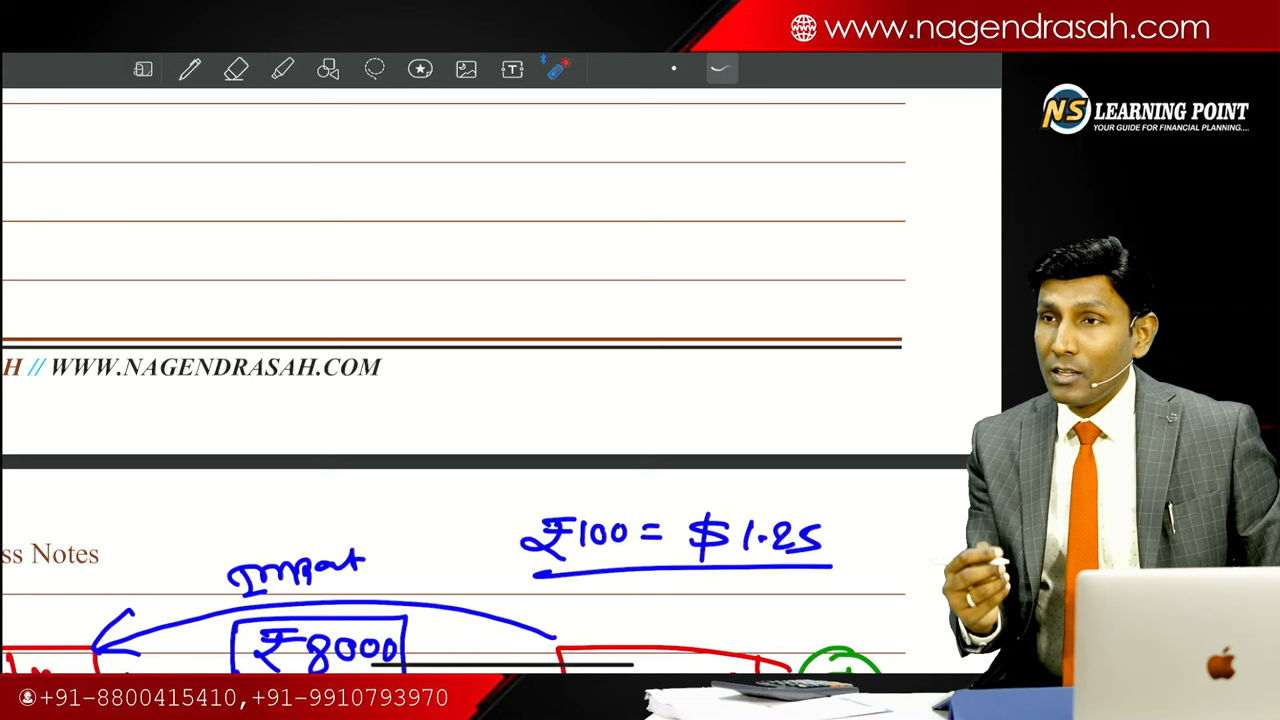 www.nagendrasah.com
NS LEARNING POINT
YOUR GUIDE FOR FINANCIAL PLANNING....
T
H // WWW.NAGENDRASAH.COM
ss Notes
₹100 = $1.25
Import
₹8000
+91-8800415410,+91-9910793970